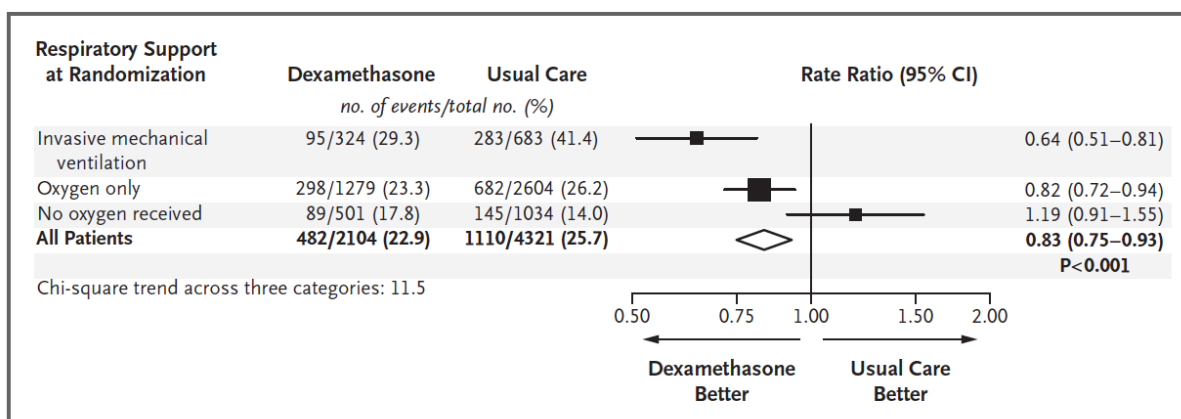 Respiratory Support
at Randomization Dexamethasone Usual Care Rate Ratio (95% CI)
no. of events/total no. (%)
Invasive mechanical 95/324 (29.3) 283/683 (41.4) 0.64 (0.51–0.81)
ventilation
Oxygen only 298/1279 (23.3) 682/2604 (26.2) 0.82 (0.72–0.94)
No oxygen received 89/501 (17.8) 145/1034 (14.0) 1.19 (0.91–1.55)
All Patients 482/2104 (22.9) 1110/4321 (25.7) 0.83 (0.75–0.93)
P<0.001
Chi-square trend across three categories: 11.5
0.50 0.75 1.00 1.50 2.00
Dexamethasone Usual Care
Better Better